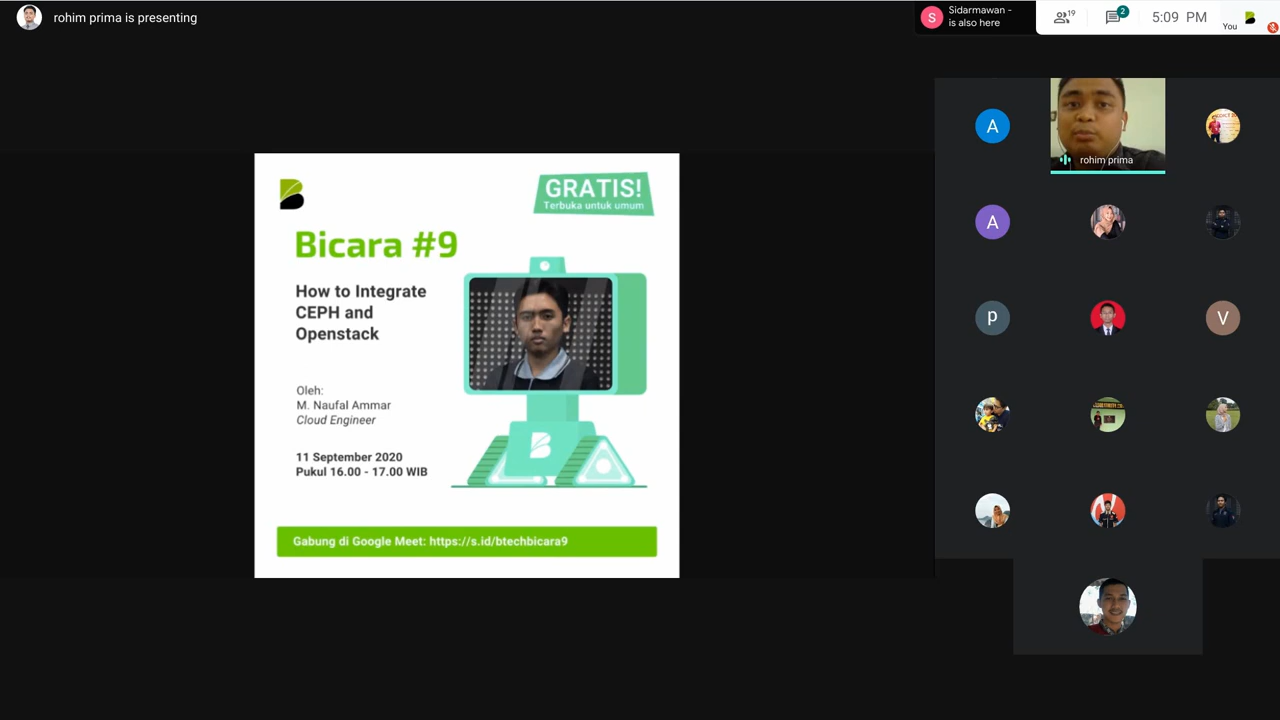 rohim prima is presenting
S
Sidarmawan -
is also here
19
2
5:09 PM
You
A
rohim prima
A
P
V
GRATIS!
Terbuka untuk umum
Bicara #9
How to Integrate
CEPH and
Openstack
Oleh:
M. Naufal Ammar
Cloud Engineer
11 September 2020
Pukul 16.00 - 17.00 WIB
Gabung di Google Meet: https://s.id/btechbicara9